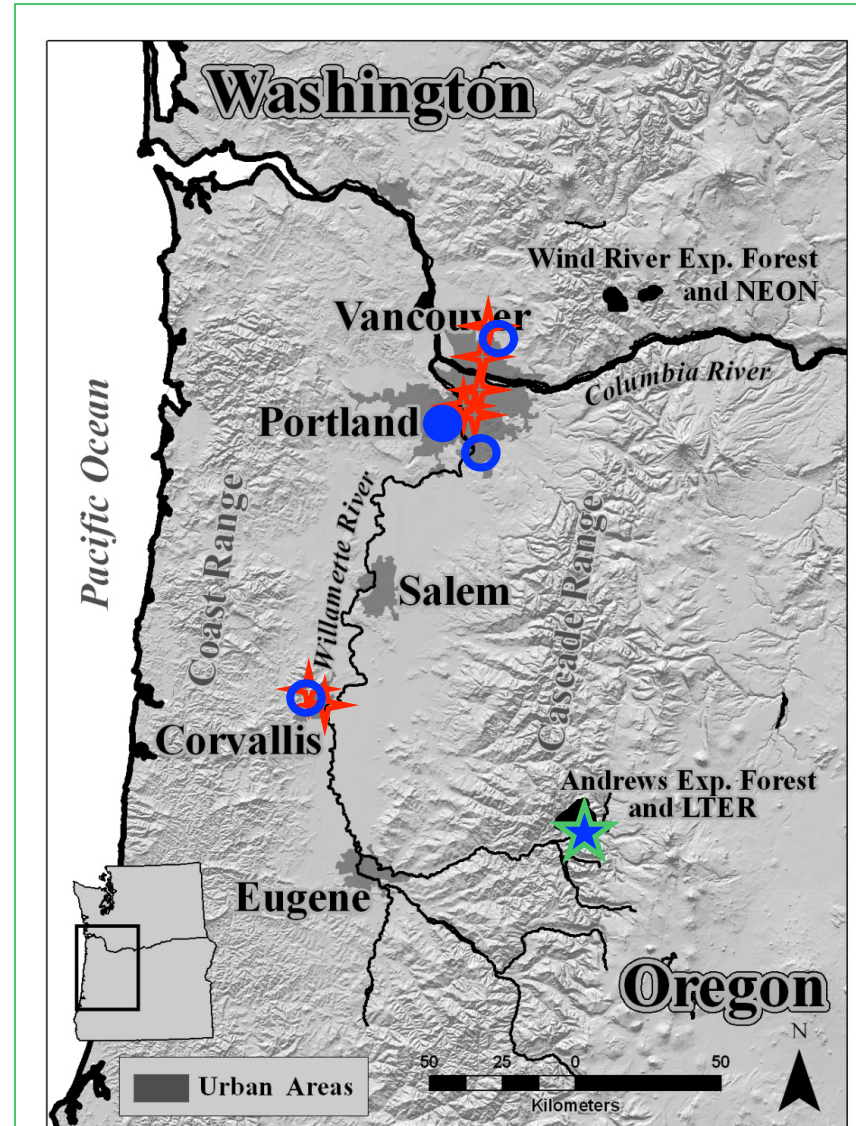 Washington
Wind River Exp. Forest
and NEON
Vancouver
Columbia River
Portland
Pacific Ocean
Coast Range
Willamette River
Cascade Range
Salem
Corvallis
Andrews Exp. Forest
and LTER
Eugene
Oregon
N
Urban Areas
50 25 0 50
Kilometers